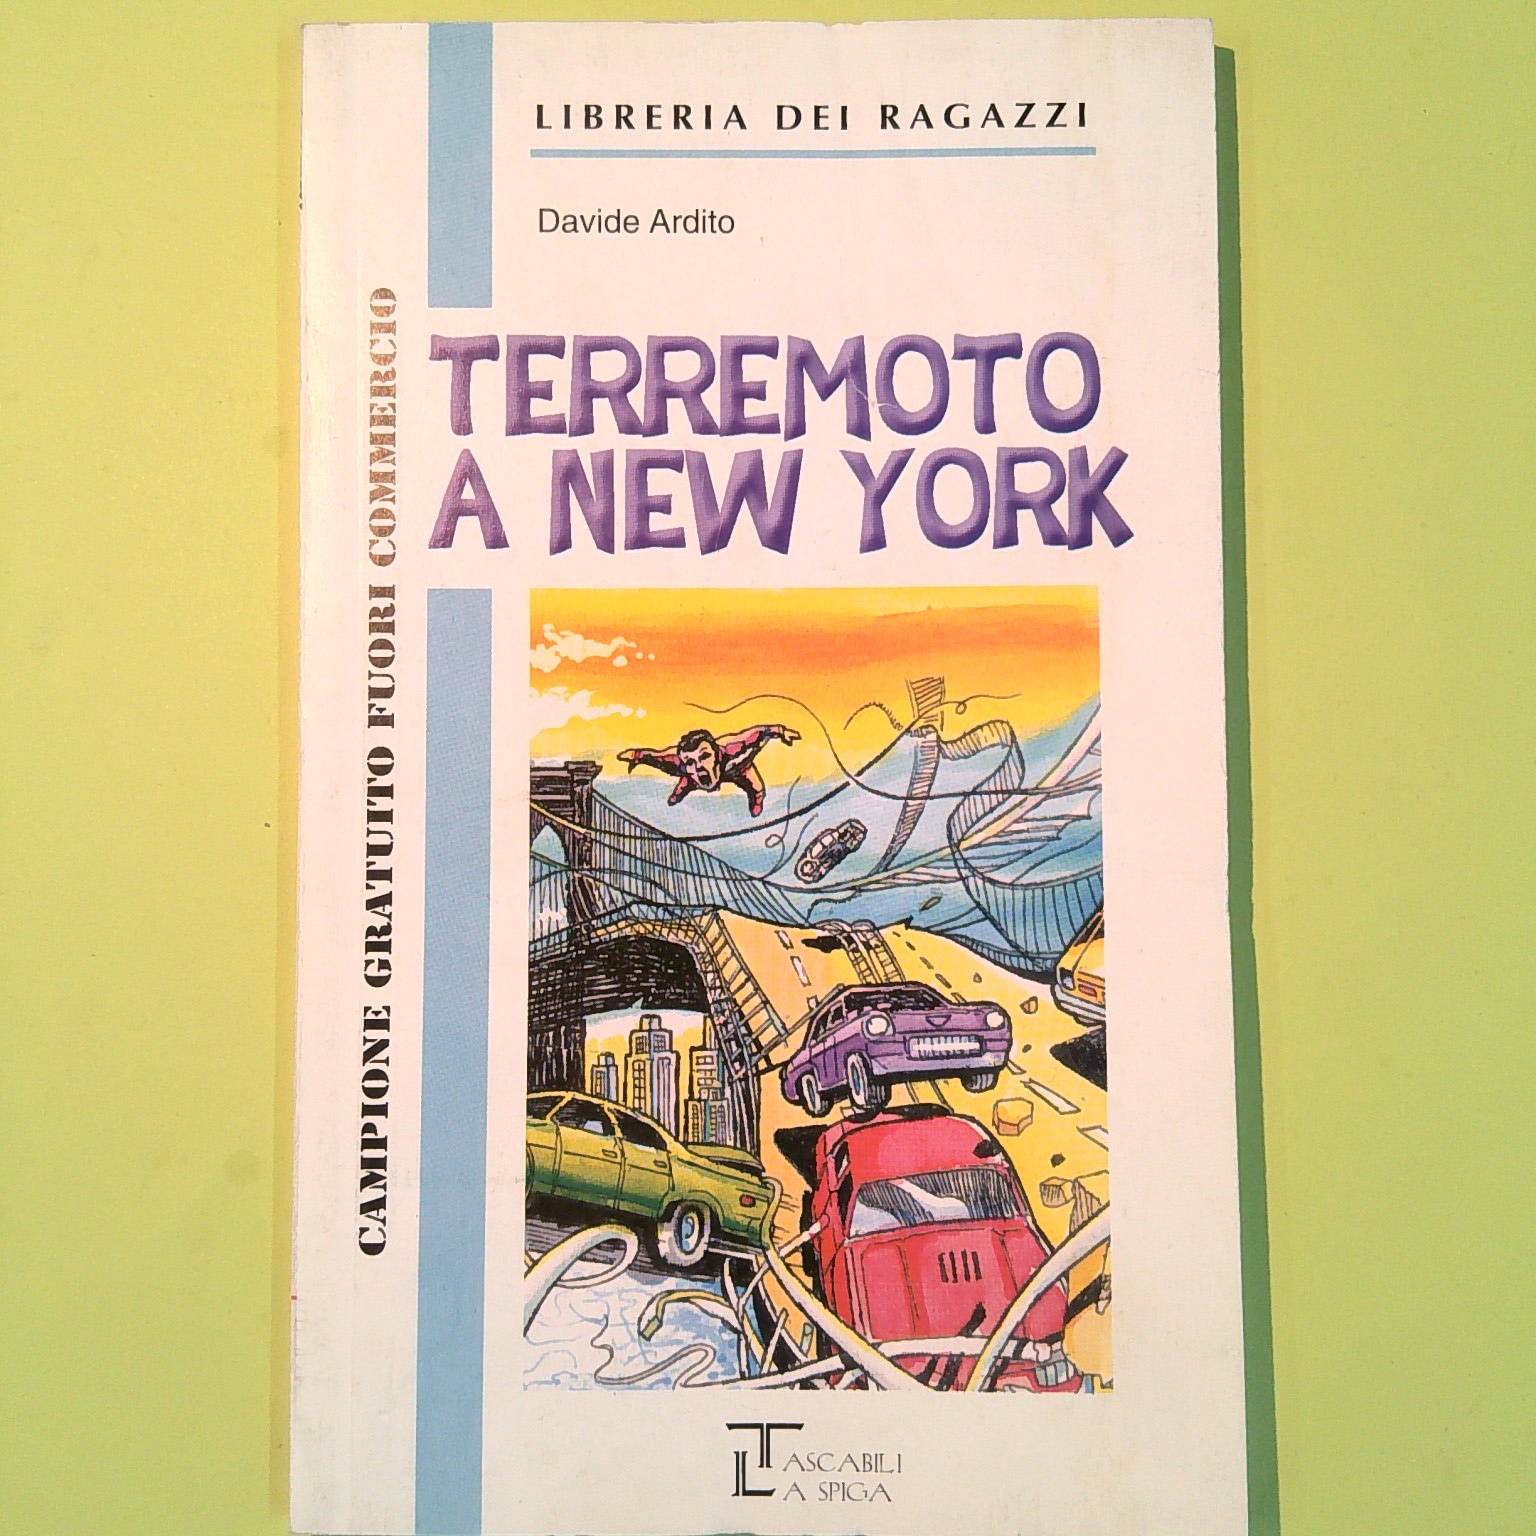 LIBRERIA DEI RAGAZZI
Davide Ardito
TERREMOTO
A NEW YORK
CAMPIONE GRATUITO FUORI COMMERCIO
TASCABILI
LA SPIGA